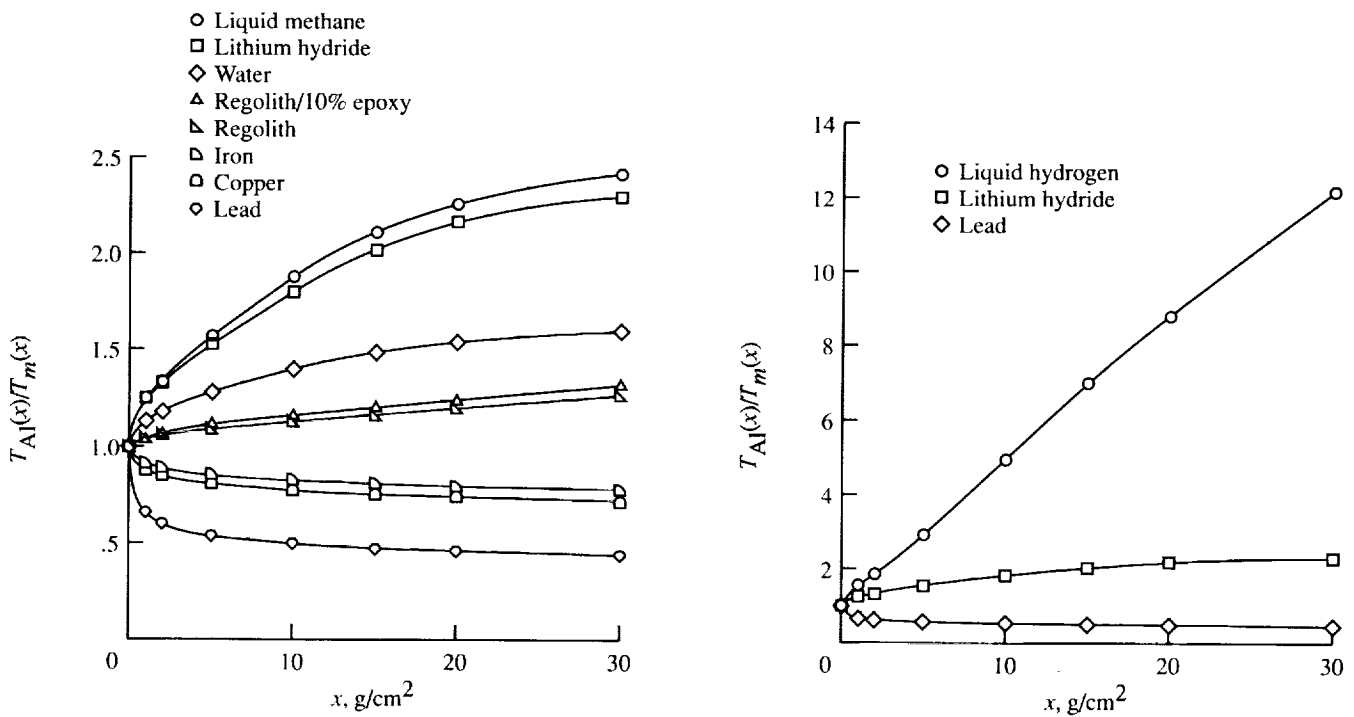 Liquid methane
Lithium hydride
Water
Regolith/10% epoxy
Regolith
Iron
Copper
Lead
2.5
2.0
1.5
1.0
.5
0
10
20
30
T_Al(x)/T_m(x)
x, g/cm²
Liquid hydrogen
Lithium hydride
Lead
14
12
10
8
6
4
2
0
10
20
30
T_Al(x)/T_m(x)
x, g/cm²